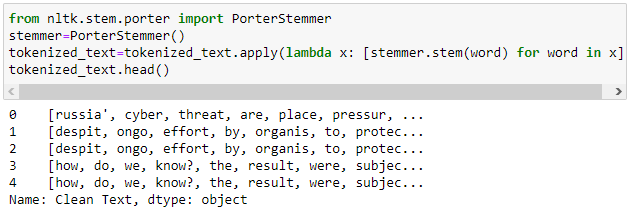 from nltk.stem.porter import PorterStemmer
stemmer=PorterStemmer()
tokenized_text=tokenized_text.apply(lambda x: [stemmer.stem(word) for word in x]
tokenized_text.head()
0    [russia', cyber, threat, are, place, pressur, ...
1    [despit, ongo, effort, by, organis, to, protec...
2    [despit, ongo, effort, by, organis, to, protec...
3    [how, do, we, know?, the, result, were, subjec...
4    [how, do, we, know?, the, result, were, subjec...
Name: Clean Text, dtype: object